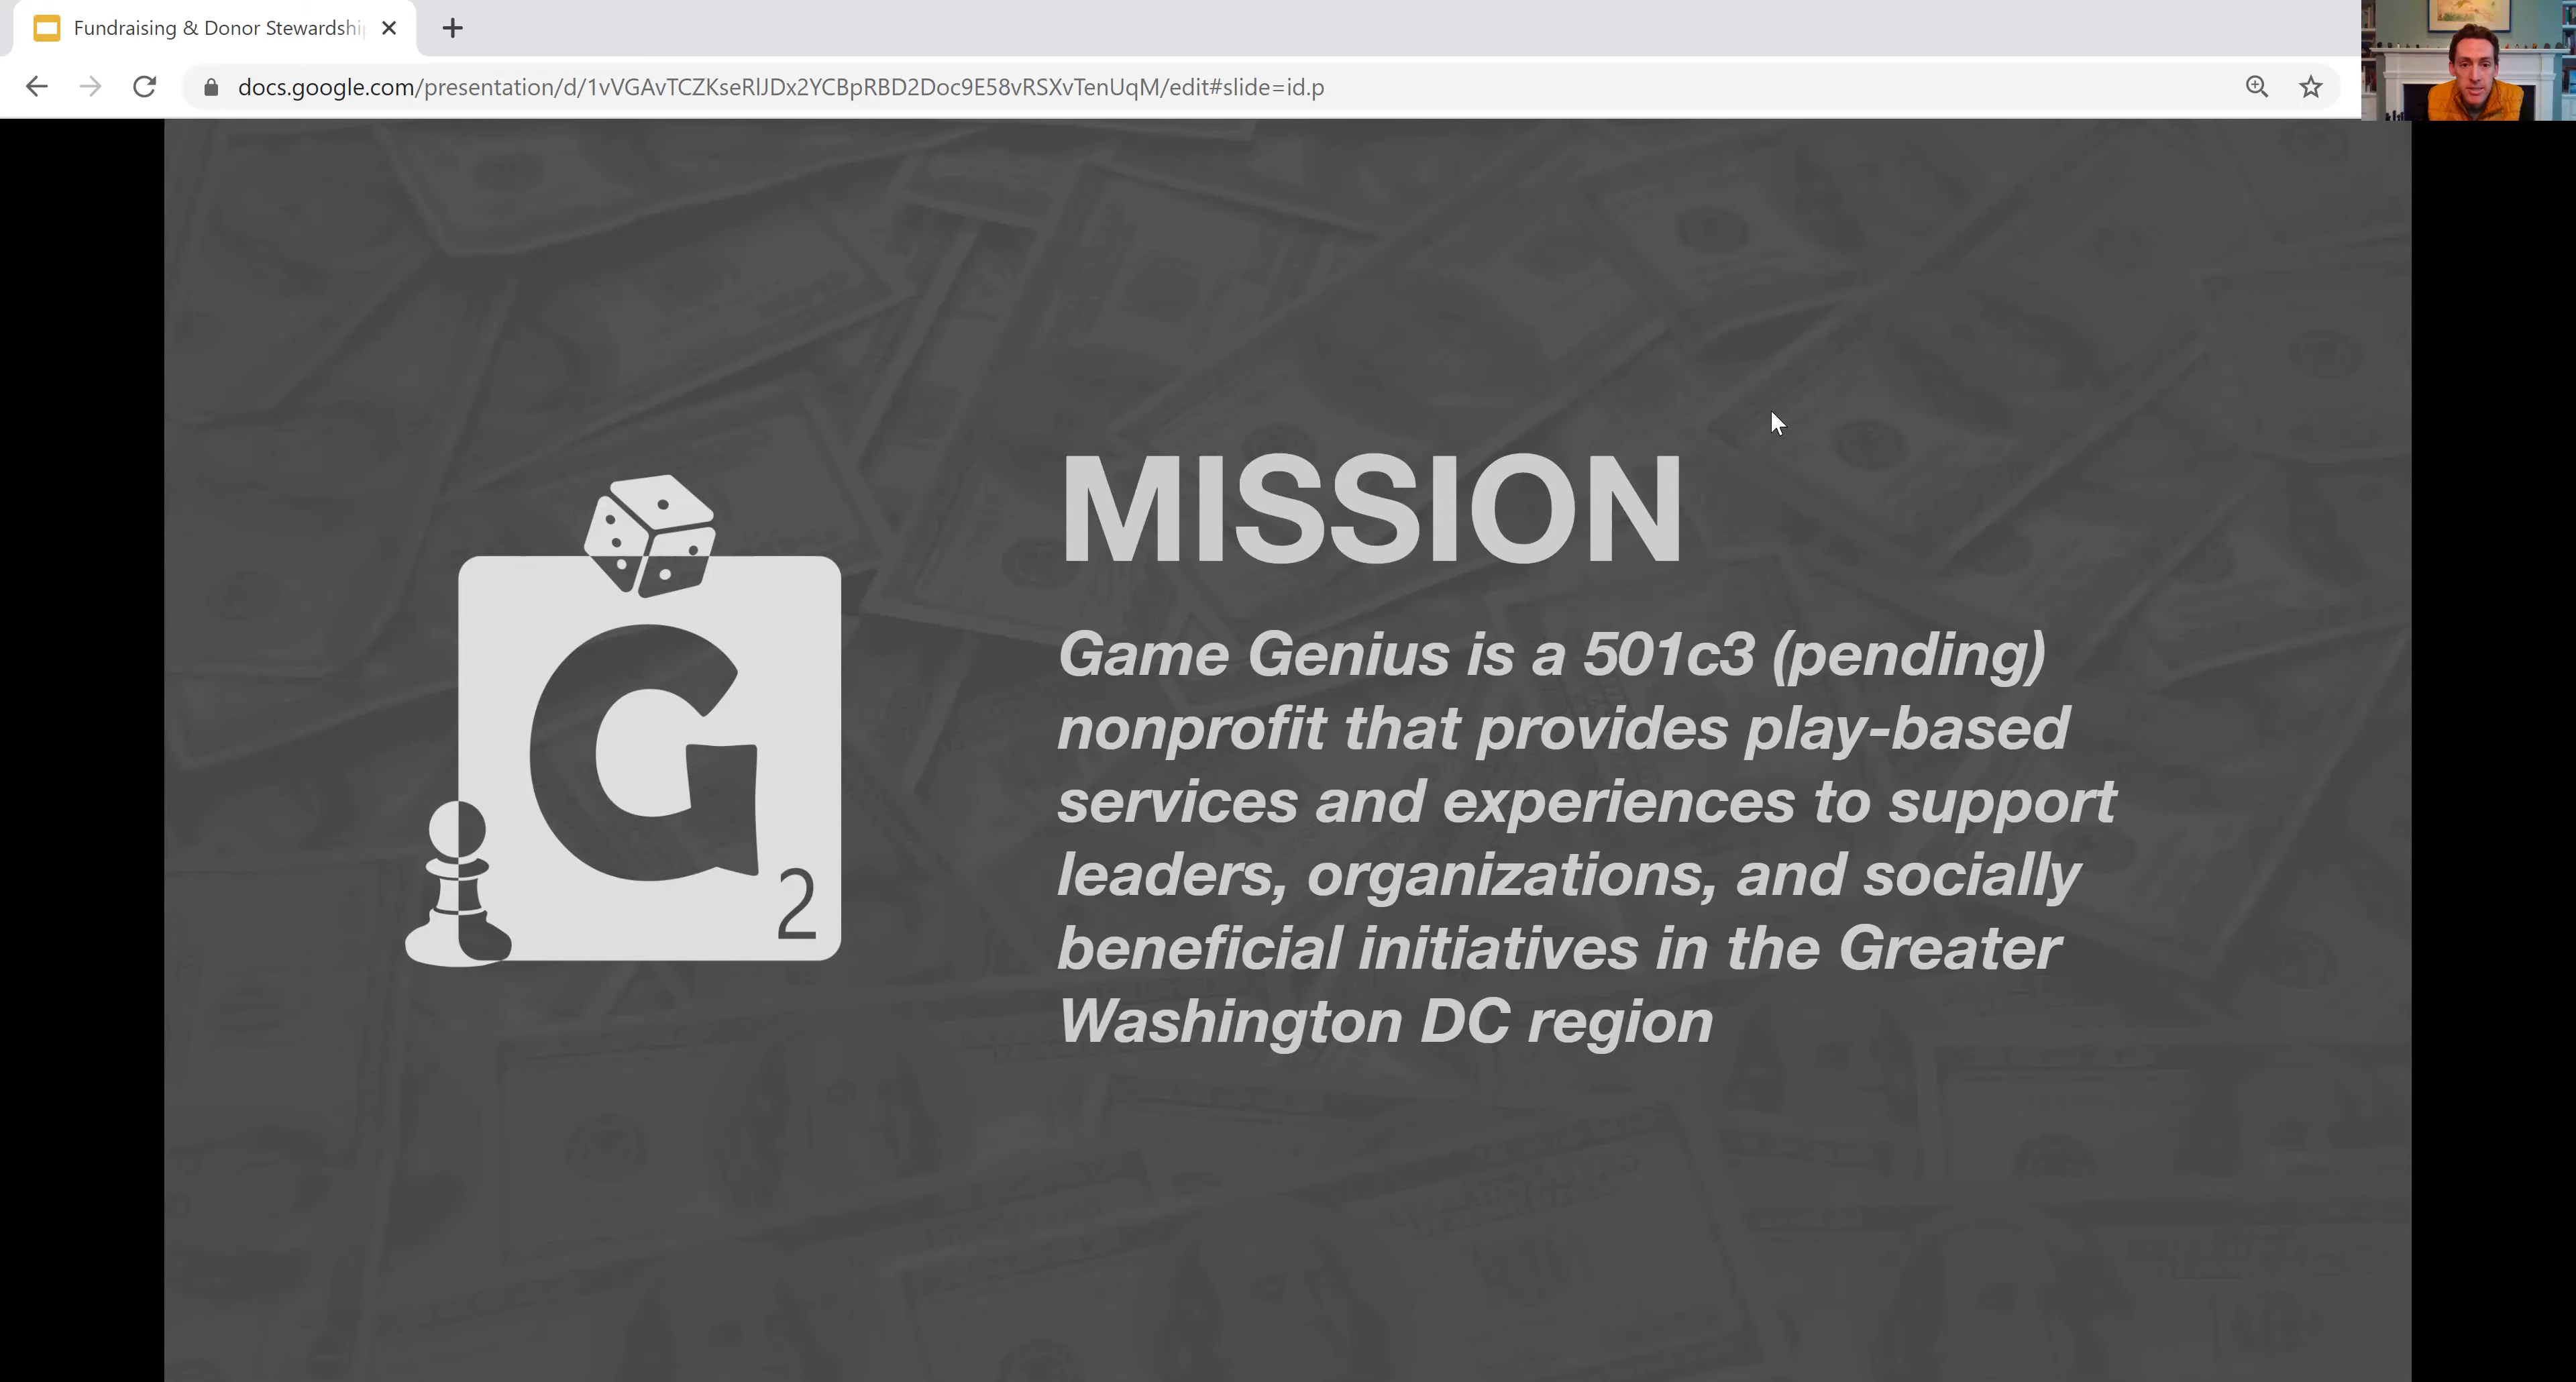 Fundraising & Donor Stewardshi
docs.google.com/presentation/d/1vVGAvTCZKseRlJDx2YCBpRBD2Doc9E58vRSXvTenUqM/edit#slide=id.p
MISSION
Game Genius is a 501c3 (pending)
nonprofit that provides play-based
services and experiences to support
leaders, organizations, and socially
beneficial initiatives in the Greater
Washington DC region
G
2